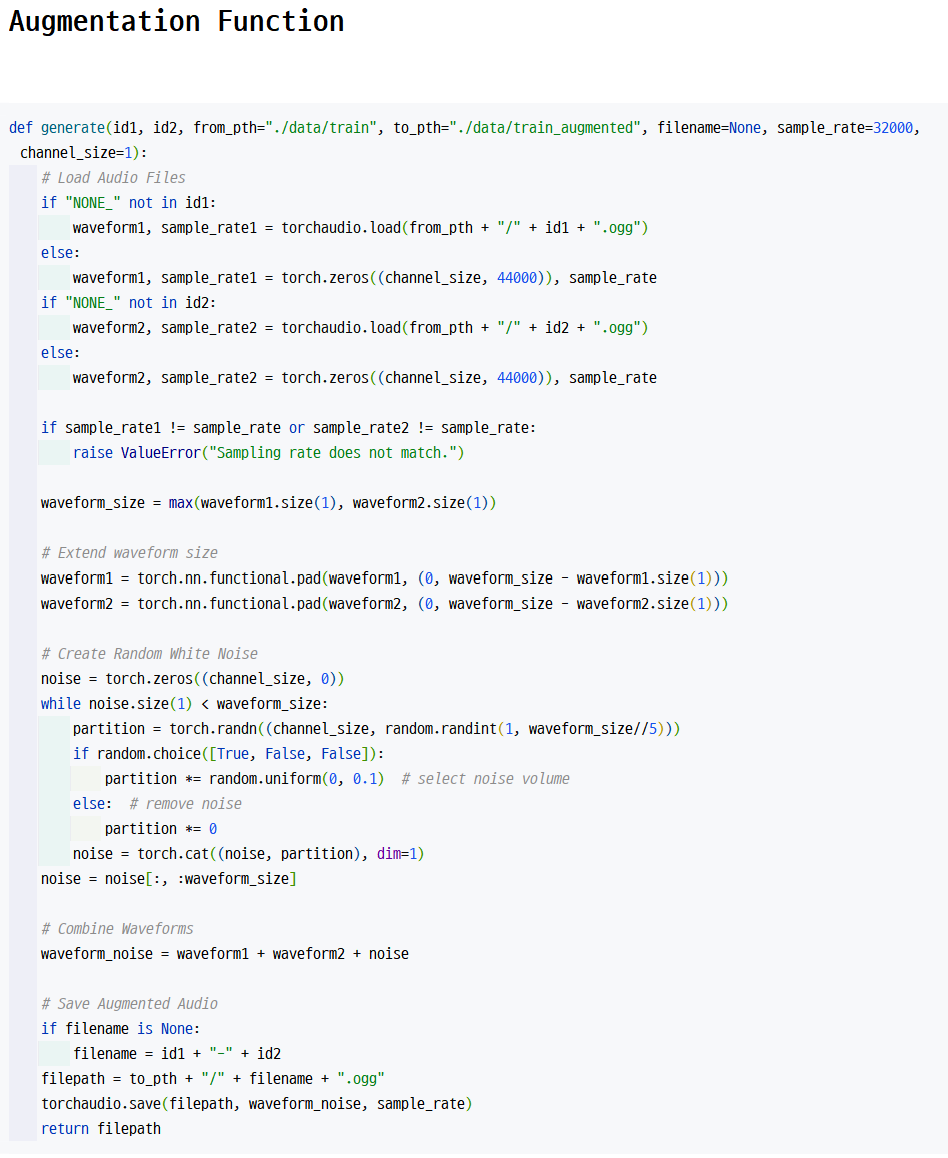 Augmentation Function
def generate(id1, id2, from_pth="./data/train", to_pth="./data/train_augmented", filename=None, sample_rate=32000,
channel_size=1):
# Load Audio Files
if "NONE_" not in id1:
waveform1, sample_rate1 = torchaudio.load(from_pth + "/" + id1 + ".ogg")
else:
waveform1, sample_rate1 = torch.zeros((channel_size, 44000)), sample_rate
if "NONE_" not in id2:
waveform2, sample_rate2 = torchaudio.load(from_pth + "/" + id2 + ".ogg")
else:
waveform2, sample_rate2 = torch.zeros((channel_size, 44000)), sample_rate
if sample_rate1 != sample_rate or sample_rate2 != sample_rate:
raise ValueError("Sampling rate does not match.")
waveform_size = max(waveform1.size(1), waveform2.size(1))
# Extend waveform size
waveform1 = torch.nn.functional.pad(waveform1, (0, waveform_size - waveform1.size(1)))
waveform2 = torch.nn.functional.pad(waveform2, (0, waveform_size - waveform2.size(1)))
# Create Random White Noise
noise = torch.zeros((channel_size, 0))
while noise.size(1) < waveform_size:
partition = torch.randn((channel_size, random.randint(1, waveform_size//5)))
if random.choice([True, False, False]):
partition *= random.uniform(0, 0.1)  # select noise volume
else:  # remove noise
partition *= 0
noise = torch.cat((noise, partition), dim=1)
noise = noise[:, :waveform_size]
# Combine Waveforms
waveform_noise = waveform1 + waveform2 + noise
# Save Augmented Audio
if filename is None:
filename = id1 + "-" + id2
filepath = to_pth + "/" + filename + ".ogg"
torchaudio.save(filepath, waveform_noise, sample_rate)
return filepath